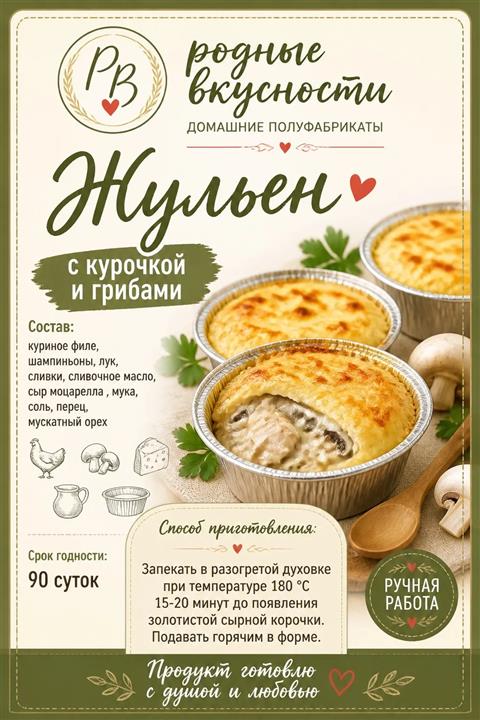 РВ
родные
вкусности
ДОМАШНИЕ ПОЛУФАБРИКАТЫ
Жульен
с курочкой
и грибами
Состав:
куриное филе,
шампиньоны, лук,
сливки, сливочное масло,
сыр моцарелла , мука,
соль, перец,
мускатный орех
Срок годности:
90 суток
Способ приготовления:
Запекать в разогретой духовке
при температуре 180 °C
15-20 минут до появления
золотистой сырной корочки.
Подавать горячим в форме.
РУЧНАЯ
РАБОТА
Продукт готовлю
с душой и любовью